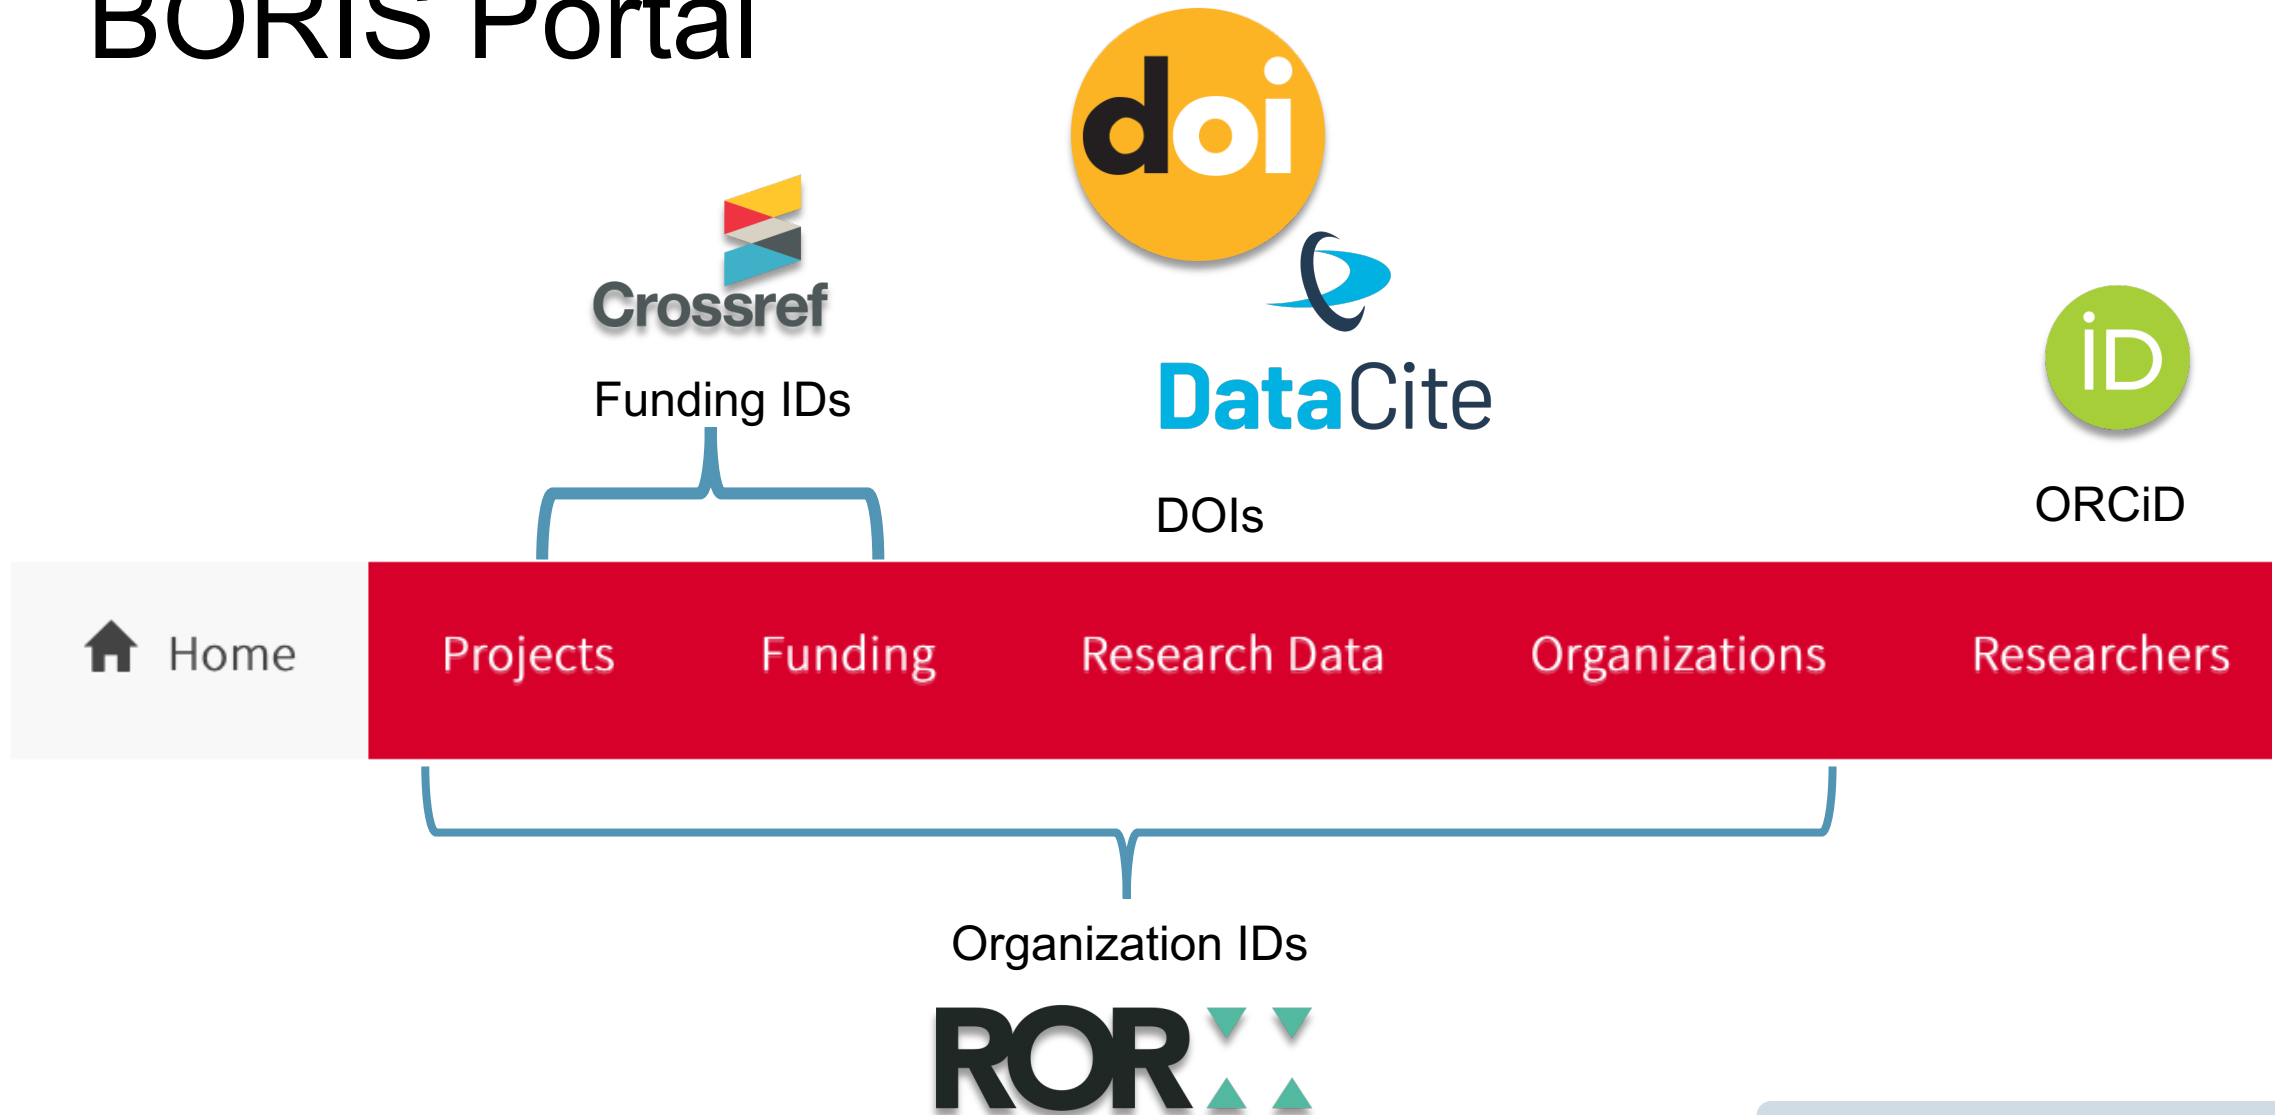 BORIS Portal
doi
Crossref
Funding IDs
DataCite
DOIs
iD
ORCiD
Home Projects Funding Research Data Organizations Researchers
Organization IDs
ROR